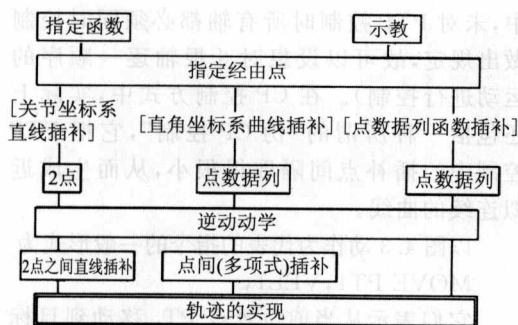 指定函数 示教
指定经由点
[关节坐标系
直线插补]
[直角坐标系曲线插补] [点数据列函数插补]
2点 点数据列 点数据列
逆动动学
2点之间直线插补 点间(多项式)插补
轨迹的实现